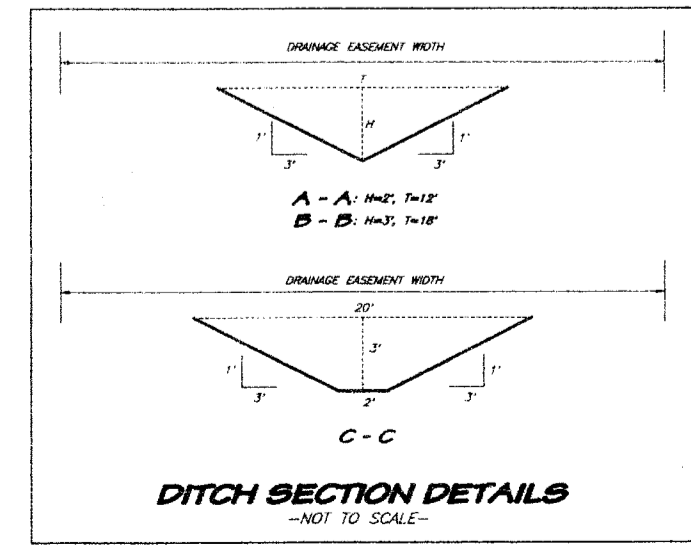 DRAINAGE EASEMENT WIDTH
T
H
1'
3'
1'
3'
A - A: H=2', T=12'
B - B: H=3', T=18'
DRAINAGE EASEMENT WIDTH
20'
3'
1'
3'
2'
1'
3'
C - C
DITCH SECTION DETAILS
-NOT TO SCALE-